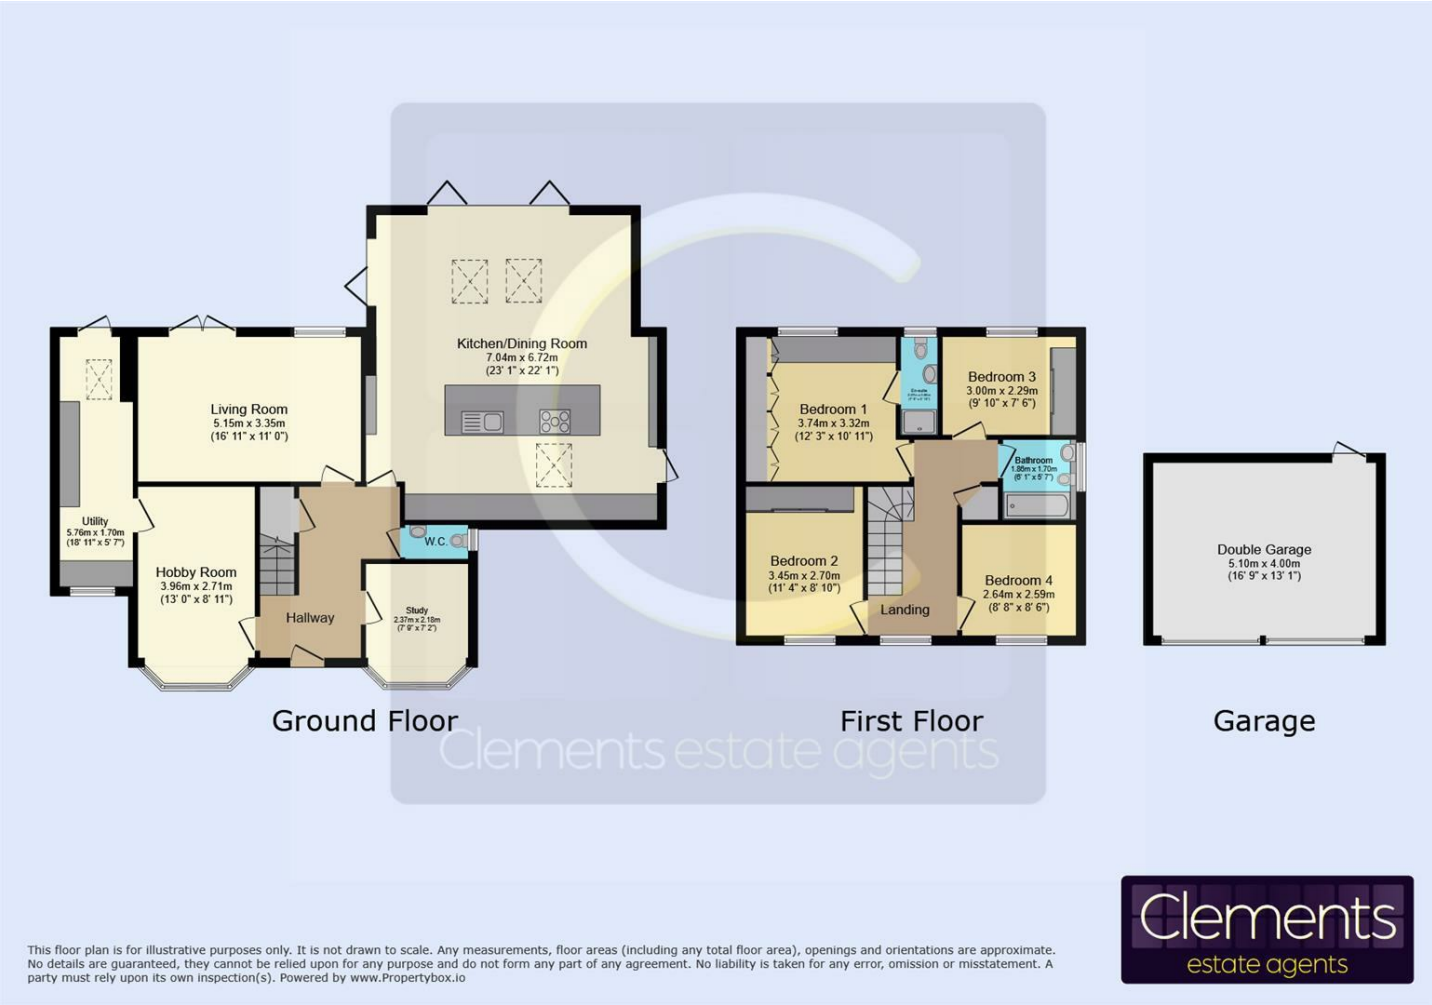 Kitchen/Dining Room
7.04m x 6.72m
(23' 1" x 22' 1")
Living Room
5.15m x 3.35m
(16' 11" x 11' 0")
Utility
5.76m x 1.70m
(18' 11" x 5' 7")
Hobby Room
3.96m x 2.71m
(13' 0" x 8' 11")
W.C.
Study
2.37m x 2.18m
(7' 9" x 7' 2")
Hallway
Ground Floor
Bedroom 1
3.74m x 3.32m
(12' 3" x 10' 11")
En-suite
Bedroom 3
3.00m x 2.29m
(9' 10" x 7' 6")
Bathroom
1.86m x 1.70m
(6' 1" x 5' 7")
Bedroom 2
3.45m x 2.70m
(11' 4" x 8' 10")
Bedroom 4
2.64m x 2.59m
(8' 8" x 8' 6")
Landing
First Floor
Double Garage
5.10m x 4.00m
(16' 9" x 13' 1")
Garage
Clements estate agents
Clements
estate agents
This floor plan is for illustrative purposes only. It is not drawn to scale. Any measurements, floor areas (including any total floor area), openings and orientations are approximate.
No details are guaranteed, they cannot be relied upon for any purpose and do not form any part of any agreement. No liability is taken for any error, omission or misstatement. A
party must rely upon its own inspection(s). Powered by www.Propertybox.io